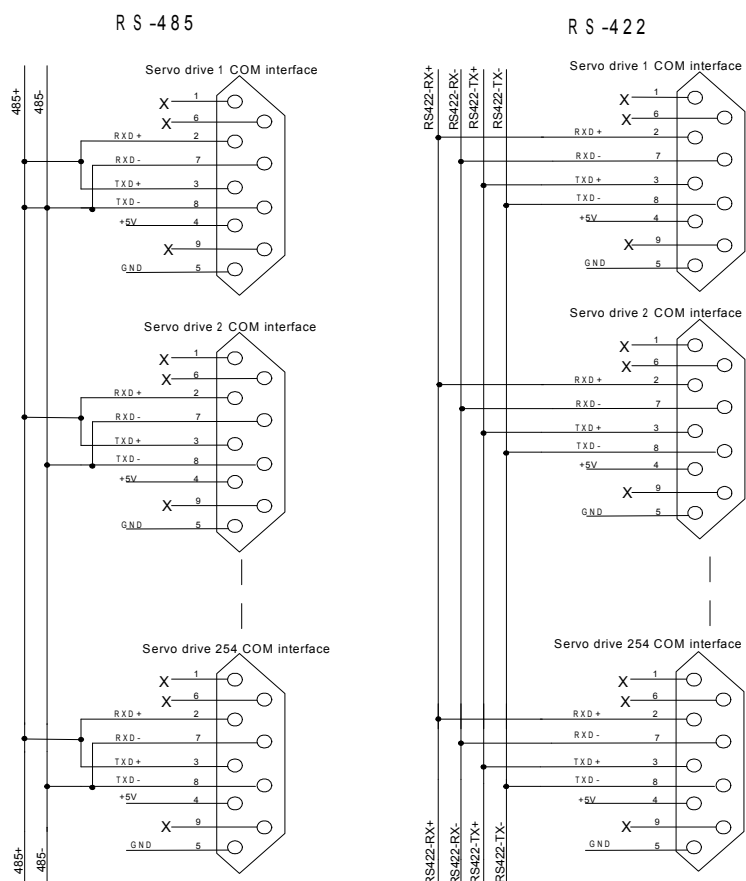 RS-485
485+
485-
Servo drive 1 COM interface
X 1
X 6
RXD+ 2
RXD- 7
TXD+ 3
TXD- 8
+5V 4
X 9
GND 5
Servo drive 2 COM interface
X 1
X 6
RXD+ 2
RXD- 7
TXD+ 3
TXD- 8
+5V 4
X 9
GND 5
Servo drive 254 COM interface
X 1
X 6
RXD+ 2
RXD- 7
TXD+ 3
TXD- 8
+5V 4
X 9
GND 5
485+
485-
RS-422
RS422-RX+
RS422-RX-
RS422-TX+
RS422-TX-
Servo drive 1 COM interface
X 1
X 6
RXD+ 2
RXD- 7
TXD+ 3
TXD- 8
+5V 4
X 9
GND 5
Servo drive 2 COM interface
X 1
X 6
RXD+ 2
RXD- 7
TXD+ 3
TXD- 8
+5V 4
X 9
GND 5
Servo drive 254 COM interface
X 1
X 6
RXD+ 2
RXD- 7
TXD+ 3
TXD- 8
+5V 4
X 9
GND 5
RS422-RX+
RS422-RX-
RS422-TX+
RS422-TX-